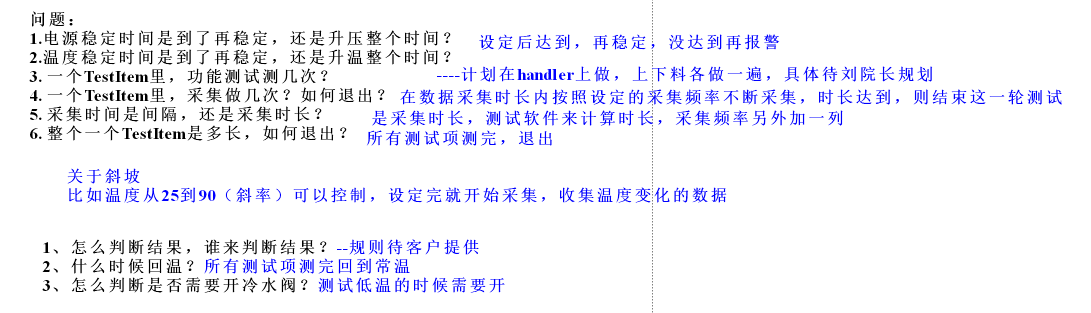 问题：
1.电源稳定时间是到了再稳定，还是升压整个时间？ 设定后达到，再稳定，没达到再报警
2.温度稳定时间是到了再稳定，还是升温整个时间？
3. 一个TestItem里，功能测试测几次？ ----计划在handler上做，上下料各做一遍，具体待刘院长规划
4. 一个TestItem里，采集做几次？如何退出？ 在数据采集时长内按照设定的采集频率不断采集，时长达到，则结束这一轮测试
5. 采集时间是间隔，还是采集时长？ 是采集时长，测试软件来计算时长，采集频率另外加一列
6. 整个一个TestItem是多长，如何退出？ 所有测试项测完，退出
关于斜坡
比如温度从25到90（斜率）可以控制，设定完就开始采集，收集温度变化的数据
1、怎么判断结果，谁来判断结果？--规则待客户提供
2、什么时候回温？所有测试项测完回到常温
3、怎么判断是否需要开冷水阀？测试低温的时候需要开